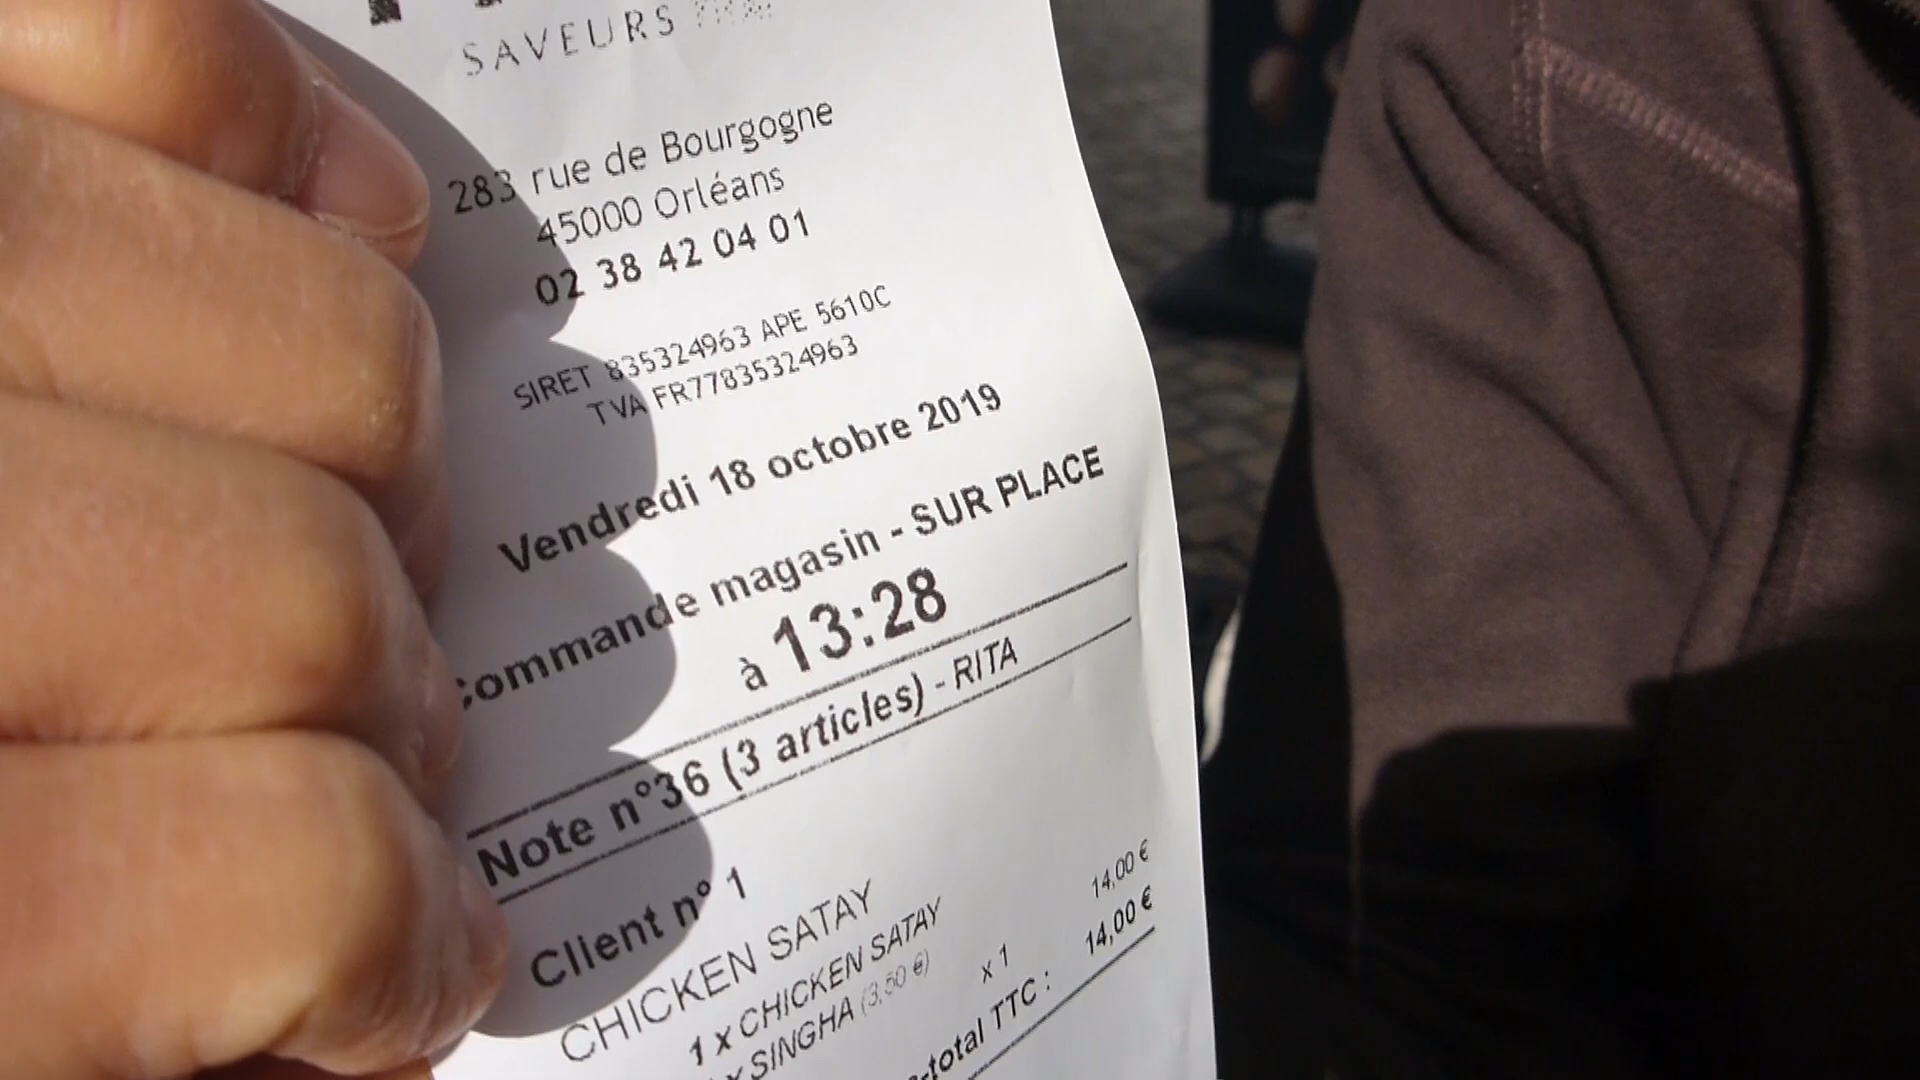 SAVEURS
283 rue de Bourgogne
45000 Orléans
02 38 42 04 01
SIRET 835324963 APE 5610C
TVA FR77835324963
Vendredi 18 octobre 2019
Commande magasin - SUR PLACE
à 13:28
Note n°36 (3 articles) - RITA
Client n° 1
CHICKEN SATAY 14,00 €
1 x CHICKEN SATAY
x SINGHA (3,50 €) x 1 14,00 €
-total TTC :